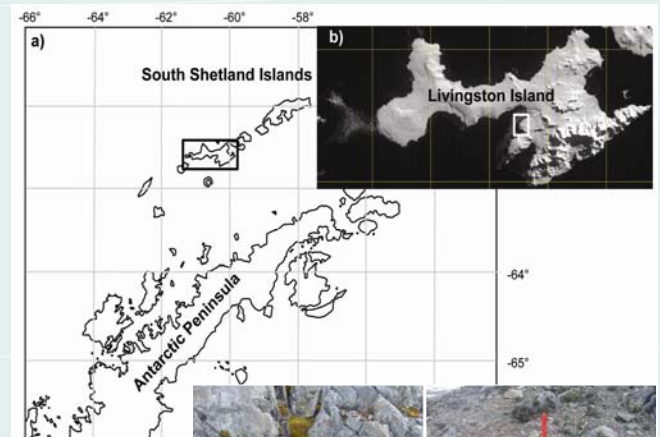 -66° -64° -62° -60° -58°
a)
b)
South Shetland Islands
Livingston Island
-64°
Antarctic Peninsula
-65°